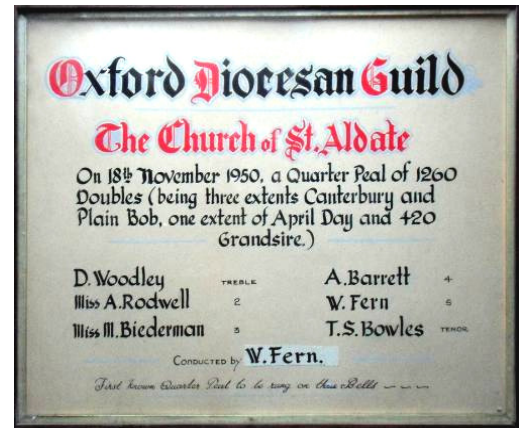 Oxford Diocesan Guild
The Church of St. Aldate
On 18th November 1950, a Quarter Peal of 1260
Doubles (being three extents Canterbury and
Plain Bob, one extent of April Day and 420
Grandsire.)
D. Woodley TREBLE A. Barrett 4
Miss A. Rodwell 2 W. Fern 5
Miss M. Biederman 3 T.S. Bowles TENOR
CONDUCTED by W. Fern.
First known Quarter Peal to be rung on these Bells